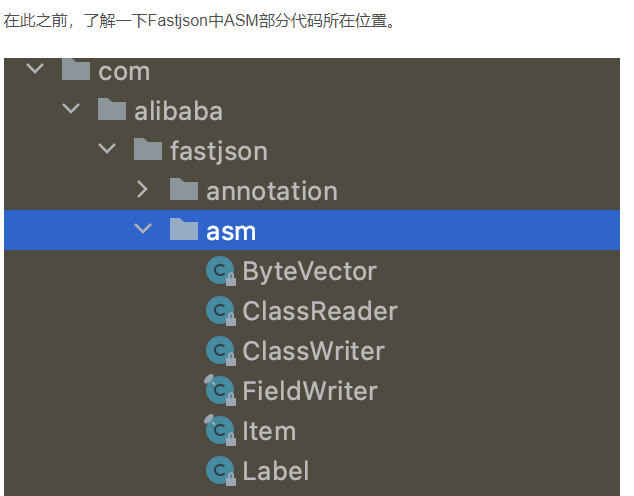 在此之前，了解一下Fastjson中ASM部分代码所在位置。
com
alibaba
fastjson
annotation
asm
ByteVector
ClassReader
ClassWriter
FieldWriter
Item
Label